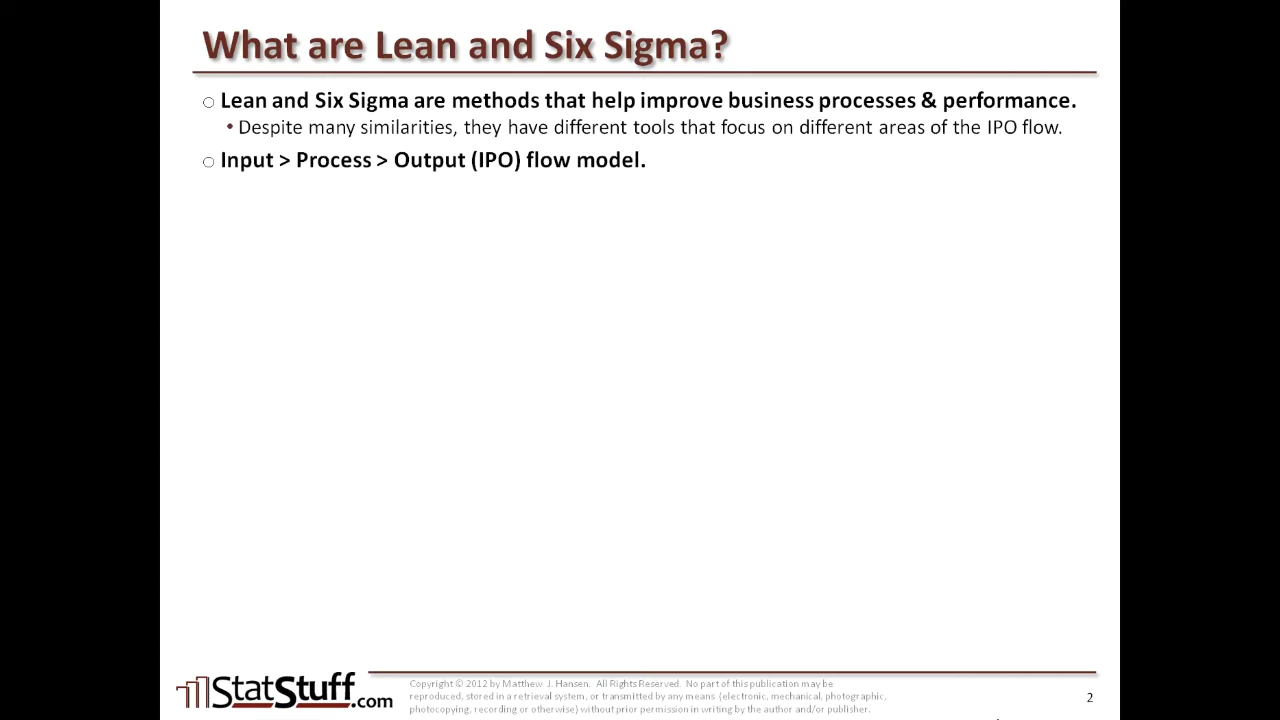 What are Lean and Six Sigma?
○ Lean and Six Sigma are methods that help improve business processes & performance.
• Despite many similarities, they have different tools that focus on different areas of the IPO flow.
○ Input > Process > Output (IPO) flow model.
StatStuff.com
Copyright © 2012 by Matthew J. Hansen. All Rights Reserved. No part of this publication may be
reproduced, stored in a retrieval system, or transmitted by any means (electronic, mechanical, photographic,
photocopying, recording or otherwise) without prior permission in writing by the author and/or publisher.
2